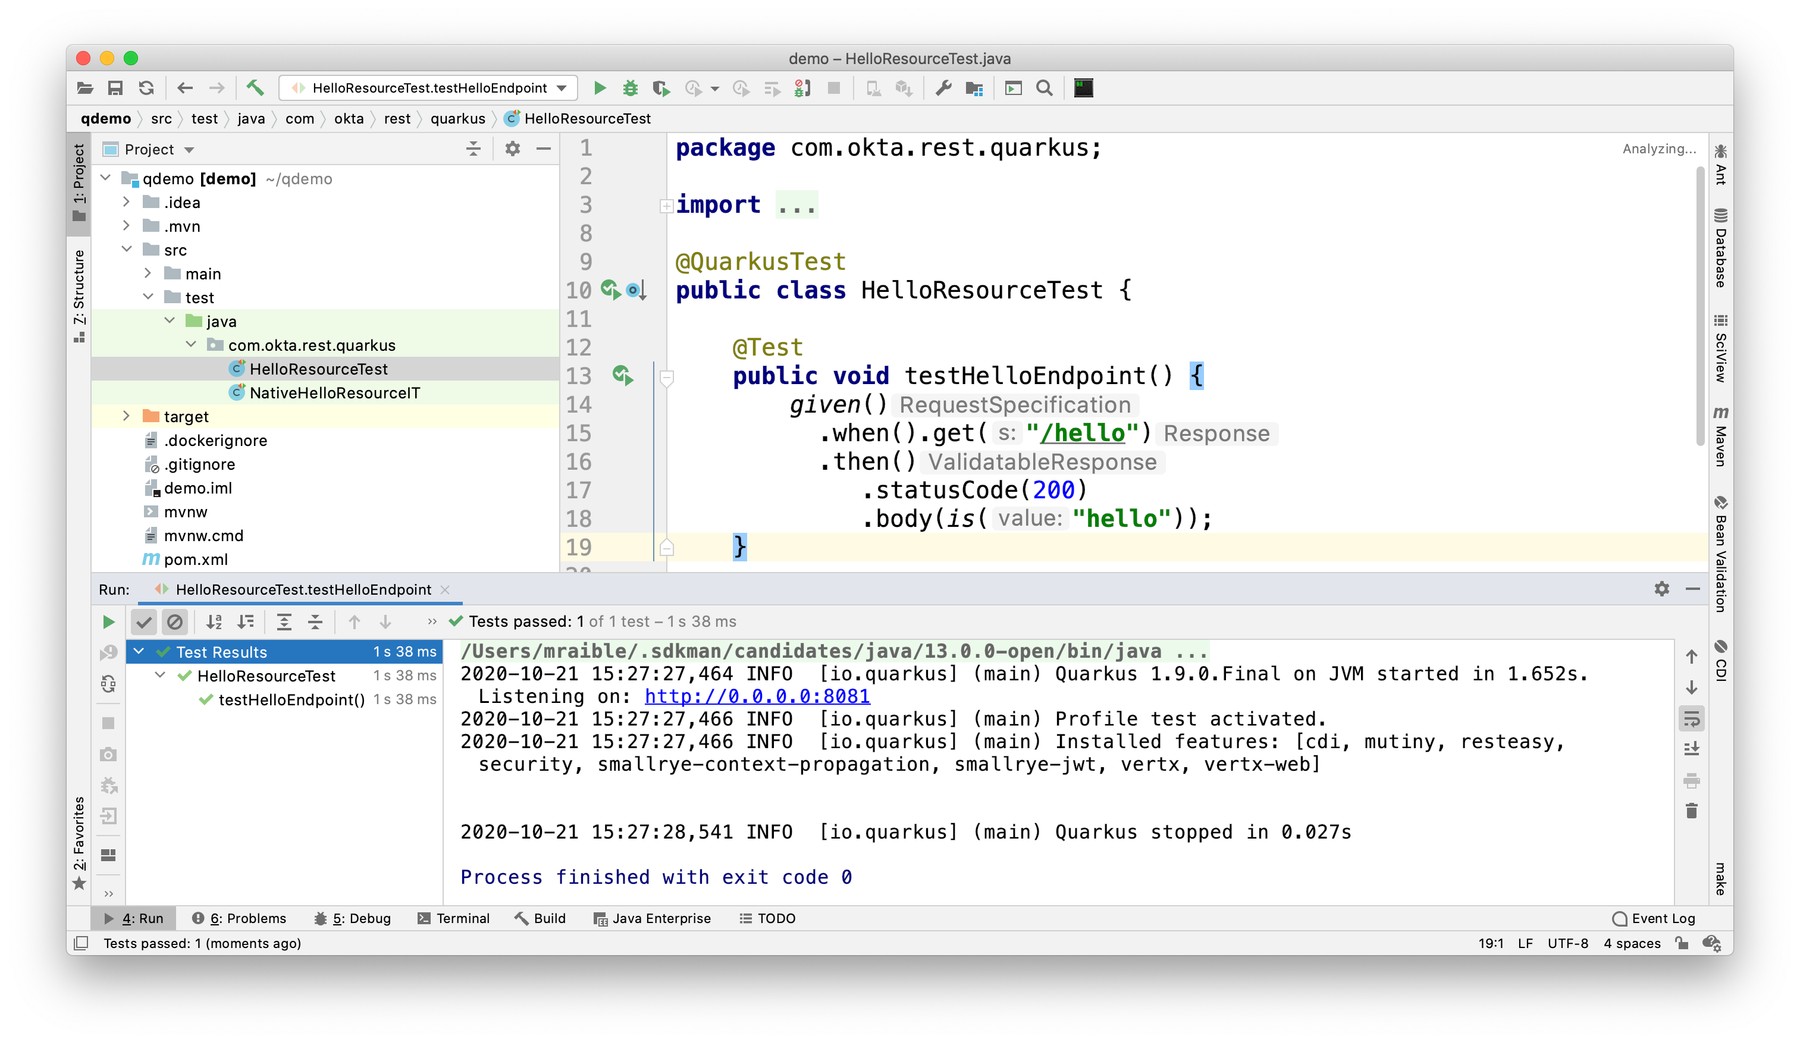 demo – HelloResourceTest.java
HelloResourceTest.testHelloEndpoint
qdemo src test java com okta rest quarkus HelloResourceTest
1: Project
Z: Structure
2: Favorites
Project
qdemo [demo] ~/qdemo
.idea
.mvn
src
main
test
java
com.okta.rest.quarkus
HelloResourceTest
NativeHelloResourceIT
target
.dockerignore
.gitignore
demo.iml
mvnw
mvnw.cmd
pom.xml
Analyzing...
1 package com.okta.rest.quarkus;
2
3 import ...
8
9 @QuarkusTest
10 public class HelloResourceTest {
11
12 @Test
13 public void testHelloEndpoint() {
14 given() RequestSpecification
15 .when().get( s: "/hello") Response
16 .then() ValidatableResponse
17 .statusCode(200)
18 .body(is( value: "hello"));
19 }
Ant
Database
SciView
Maven
Bean Validation
CDI
make
Run: HelloResourceTest.testHelloEndpoint
Tests passed: 1 of 1 test – 1 s 38 ms
Test Results 1 s 38 ms
HelloResourceTest 1 s 38 ms
testHelloEndpoint() 1 s 38 ms
/Users/mraible/.sdkman/candidates/java/13.0.0-open/bin/java ...
2020-10-21 15:27:27,464 INFO [io.quarkus] (main) Quarkus 1.9.0.Final on JVM started in 1.652s.
Listening on: http://0.0.0.0:8081
2020-10-21 15:27:27,466 INFO [io.quarkus] (main) Profile test activated.
2020-10-21 15:27:27,466 INFO [io.quarkus] (main) Installed features: [cdi, mutiny, resteasy,
security, smallrye-context-propagation, smallrye-jwt, vertx, vertx-web]
2020-10-21 15:27:28,541 INFO [io.quarkus] (main) Quarkus stopped in 0.027s
Process finished with exit code 0
4: Run 6: Problems 5: Debug Terminal Build Java Enterprise TODO Event Log
Tests passed: 1 (moments ago) 19:1 LF UTF-8 4 spaces